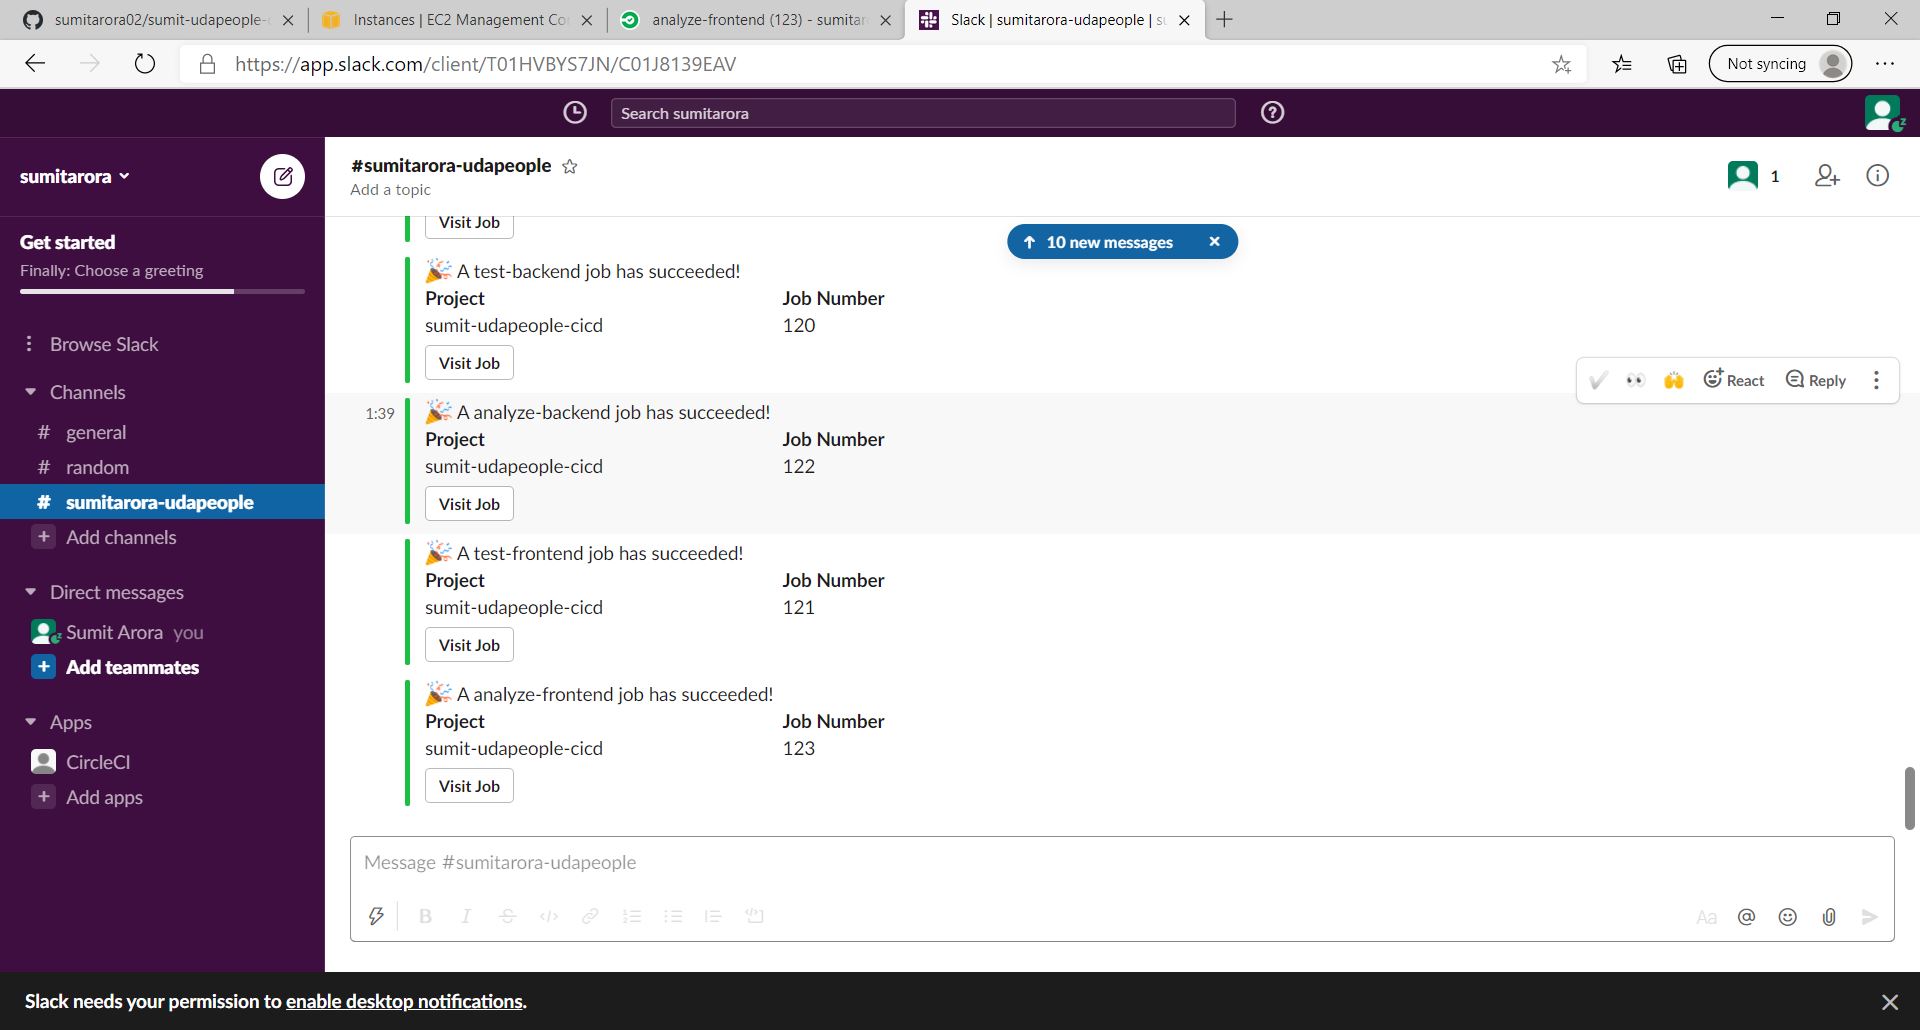 sumitarora02/sumit-udapeople-
Instances | EC2 Management Co
analyze-frontend (123) - sumitar
Slack | sumitarora-udapeople | su
https://app.slack.com/client/T01HVBYS7JN/C01J8139EAV
Not syncing
Search sumitarora
sumitarora
#sumitarora-udapeople
Add a topic
1
Get started
Finally: Choose a greeting
Browse Slack
Channels
# general
# random
# sumitarora-udapeople
+ Add channels
Direct messages
Sumit Arora you
+ Add teammates
Apps
CircleCI
+ Add apps
Visit Job
↑ 10 new messages ×
A test-backend job has succeeded!
Project Job Number
sumit-udapeople-cicd 120
Visit Job
React Reply
1:39 A analyze-backend job has succeeded!
Project Job Number
sumit-udapeople-cicd 122
Visit Job
A test-frontend job has succeeded!
Project Job Number
sumit-udapeople-cicd 121
Visit Job
A analyze-frontend job has succeeded!
Project Job Number
sumit-udapeople-cicd 123
Visit Job
Message #sumitarora-udapeople
B I S Aa @
Slack needs your permission to enable desktop notifications.